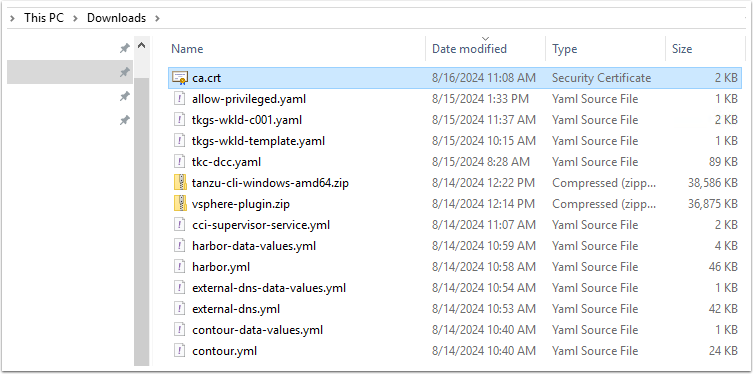 This PC > Downloads >
Name Date modified Type Size
ca.crt 8/16/2024 11:08 AM Security Certificate 2 KB
allow-privileged.yaml 8/15/2024 1:33 PM Yaml Source File 1 KB
tkgs-wkld-c001.yaml 8/15/2024 11:37 AM Yaml Source File 2 KB
tkgs-wkld-template.yaml 8/15/2024 10:15 AM Yaml Source File 1 KB
tkc-dcc.yaml 8/15/2024 8:28 AM Yaml Source File 89 KB
tanzu-cli-windows-amd64.zip 8/14/2024 12:22 PM Compressed (zipp... 38,586 KB
vsphere-plugin.zip 8/14/2024 12:14 PM Compressed (zipp... 36,875 KB
cci-supervisor-service.yml 8/14/2024 11:07 AM Yaml Source File 2 KB
harbor-data-values.yml 8/14/2024 10:59 AM Yaml Source File 4 KB
harbor.yml 8/14/2024 10:58 AM Yaml Source File 46 KB
external-dns-data-values.yml 8/14/2024 10:54 AM Yaml Source File 1 KB
external-dns.yml 8/14/2024 10:53 AM Yaml Source File 42 KB
contour-data-values.yml 8/14/2024 10:40 AM Yaml Source File 1 KB
contour.yml 8/14/2024 10:40 AM Yaml Source File 24 KB